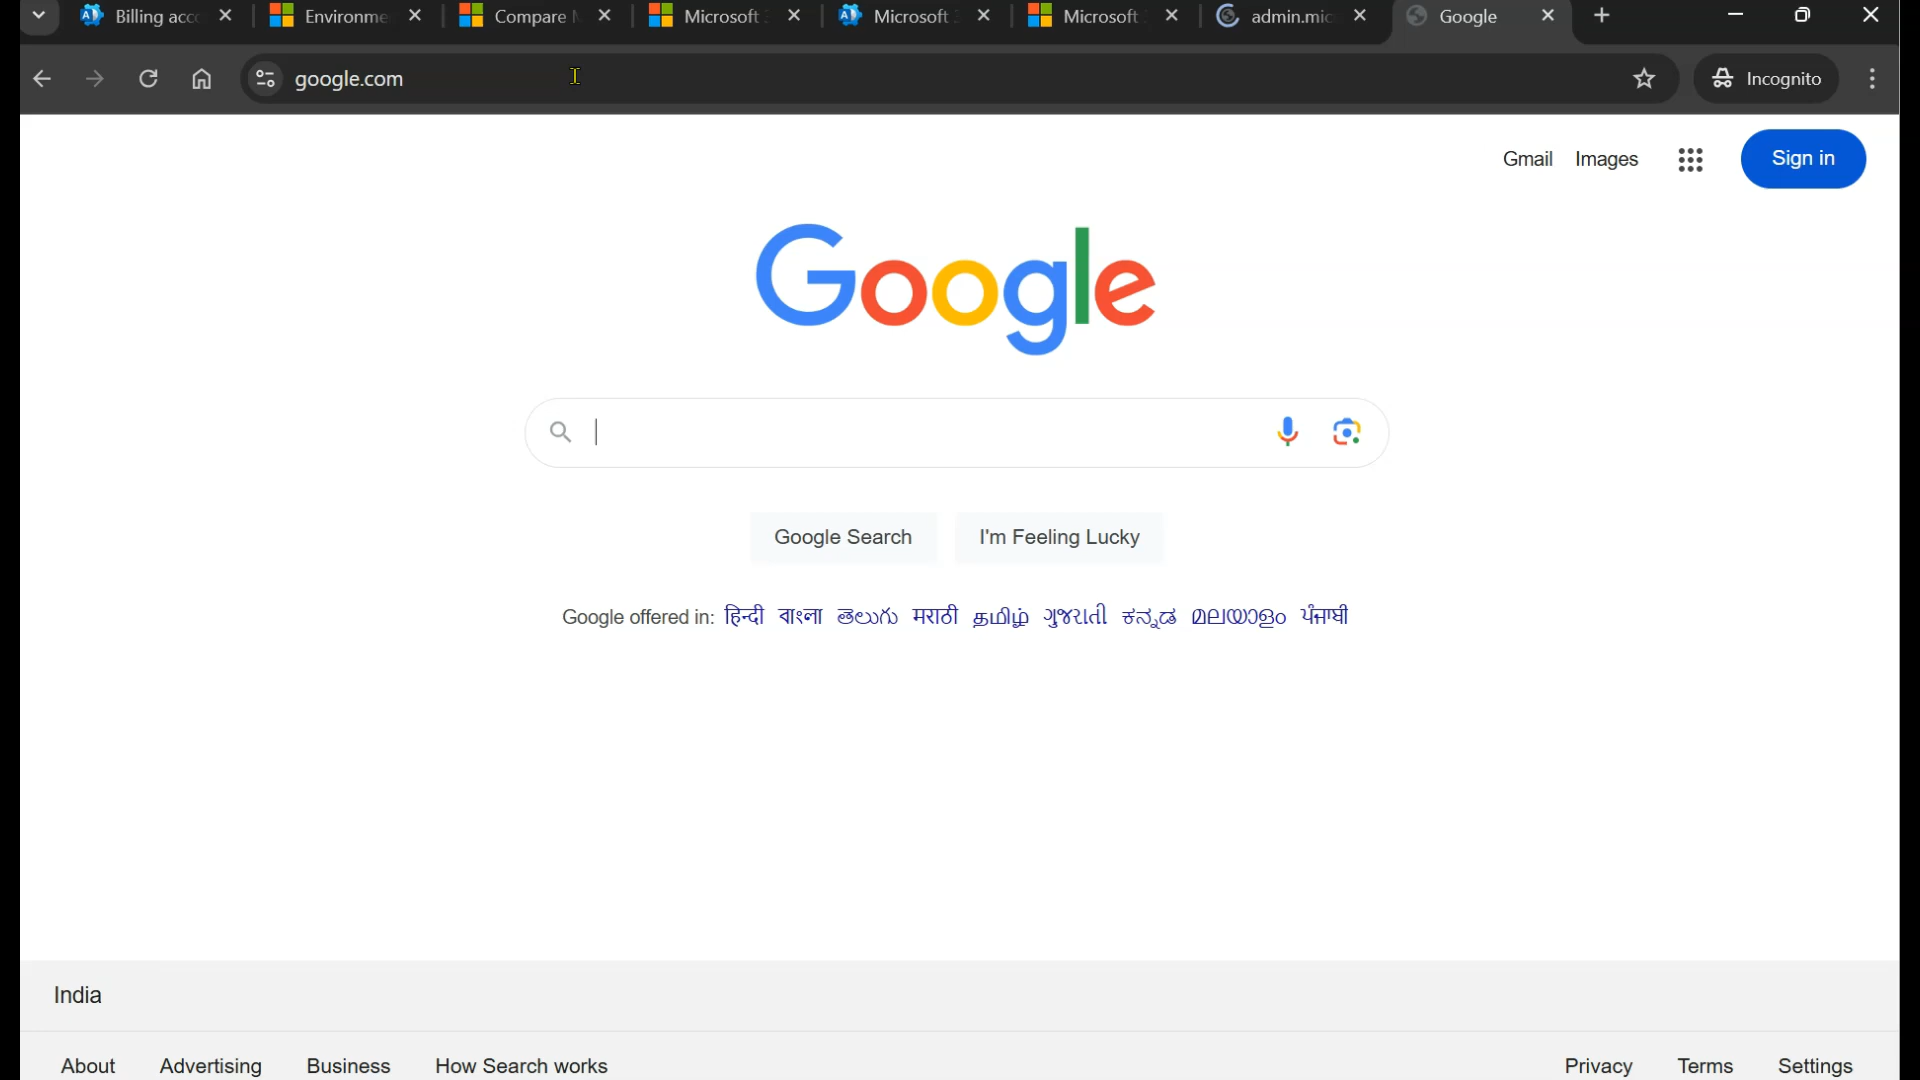 Billing acc Environme Compare Microsoft Microsoft Microsoft admin.mic Google
google.com Incognito
Gmail Images Sign in
Google
Google Search I'm Feeling Lucky
Google offered in: हिन्दी বাংলা తెలుగు मराठी தமிழ் ગુજરાતી ಕನ್ನಡ മലയാളം ਪੰਜਾਬੀ
India
About Advertising Business How Search works Privacy Terms Settings